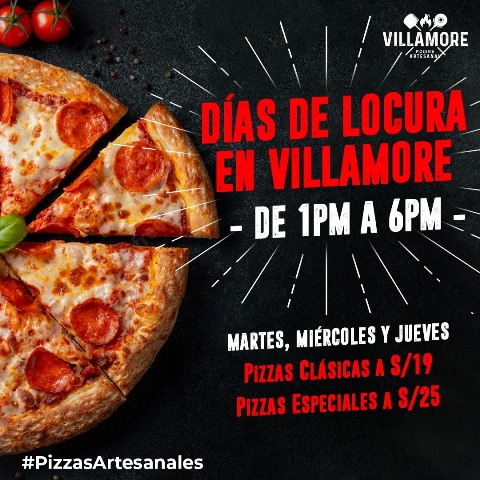 VILLAMORE
PIZZERÍA
ARTESANAL
DÍAS DE LOCURA
EN VILLAMORE
- DE 1PM A 6PM -
MARTES, MIÉRCOLES Y JUEVES
PIZZAS CLÁSICAS A S/19
PIZZAS ESPECIALES A S/25
#PizzasArtesanales